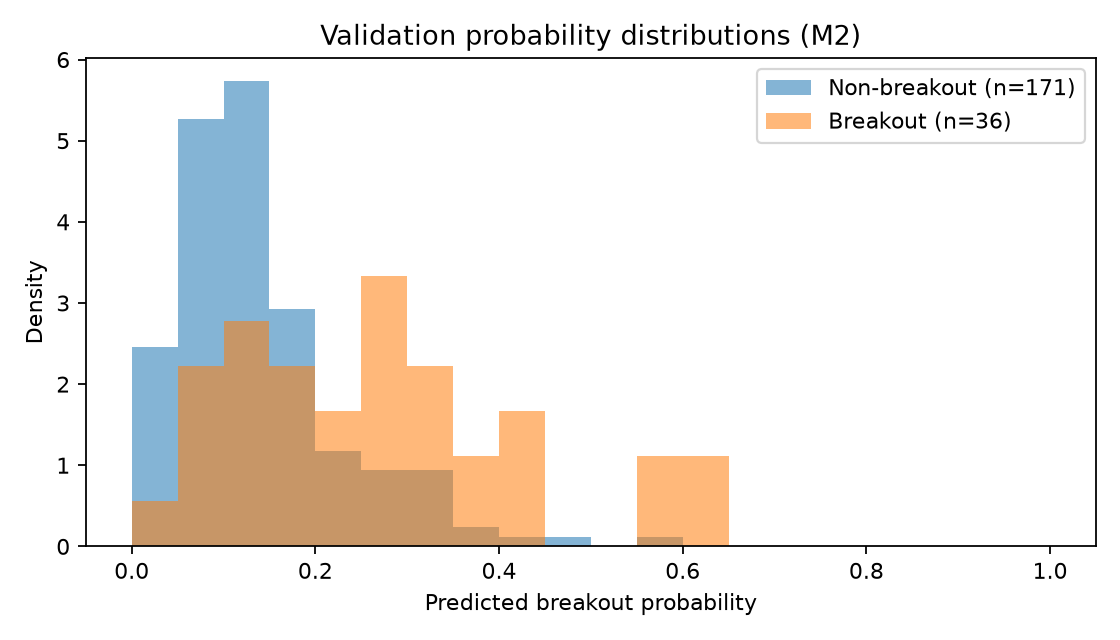 Validation probability distributions (M2)
Non-breakout (n=171)
Breakout (n=36)
Density
6
5
4
3
2
1
0
0.0 0.2 0.4 0.6 0.8 1.0
Predicted breakout probability